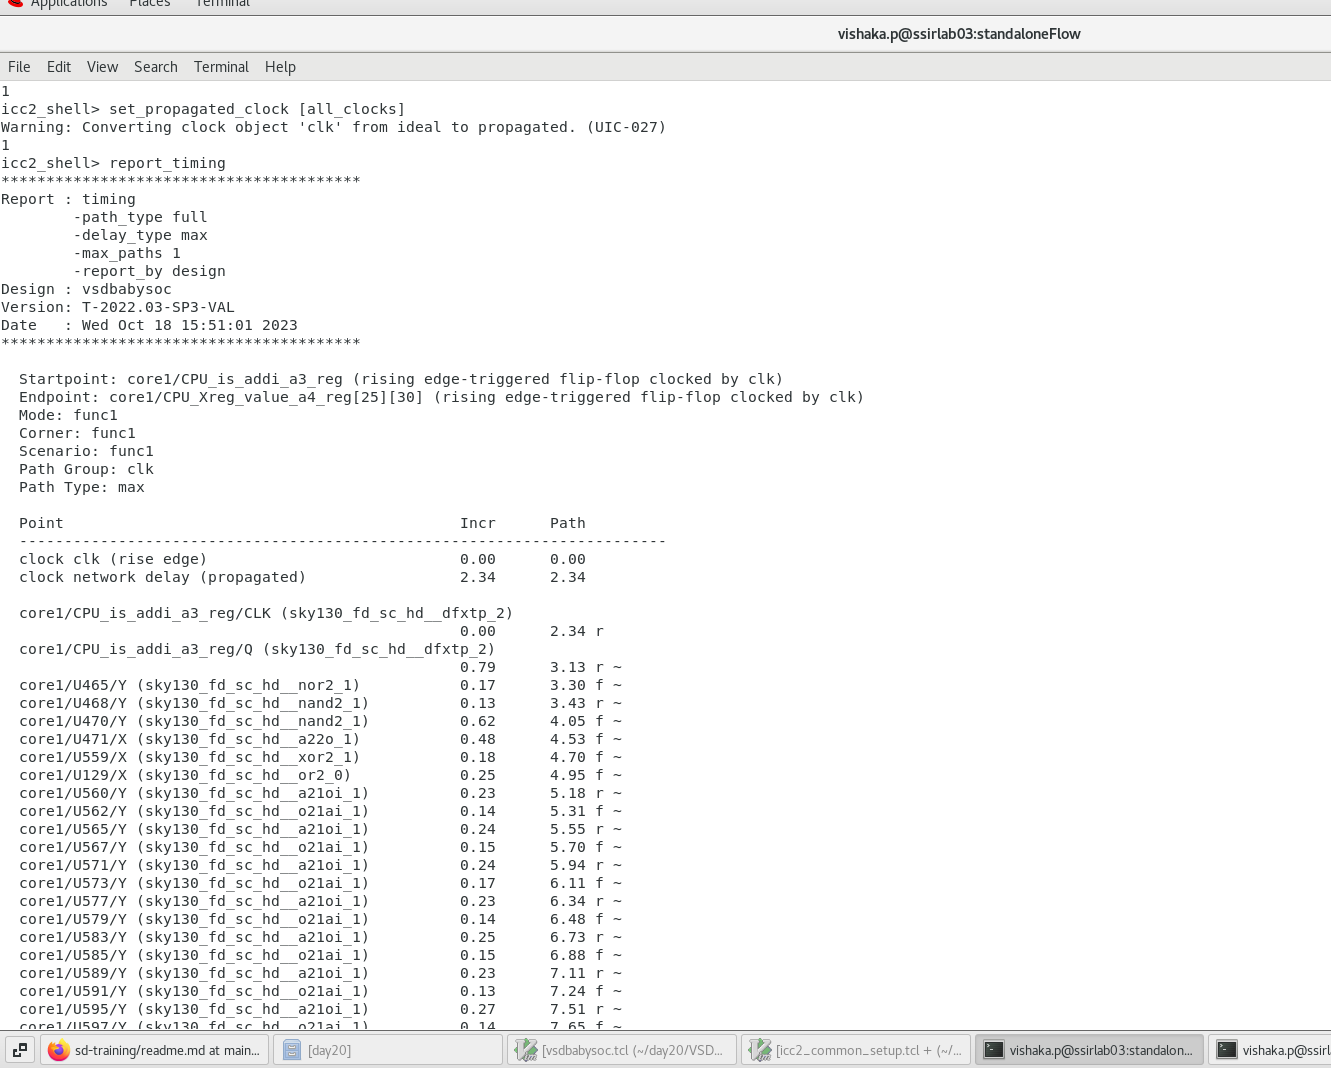 Applications Places Terminal
vishaka.p@ssirlab03:standaloneFlow
File Edit View Search Terminal Help
1
icc2_shell> set_propagated_clock [all_clocks]
Warning: Converting clock object 'clk' from ideal to propagated. (UIC-027)
1
icc2_shell> report_timing
****************************************
Report : timing
        -path_type full
        -delay_type max
        -max_paths 1
        -report_by design
Design : vsdbabysoc
Version: T-2022.03-SP3-VAL
Date   : Wed Oct 18 15:51:01 2023
****************************************
  Startpoint: core1/CPU_is_addi_a3_reg (rising edge-triggered flip-flop clocked by clk)
  Endpoint: core1/CPU_Xreg_value_a4_reg[25][30] (rising edge-triggered flip-flop clocked by clk)
  Mode: func1
  Corner: func1
  Scenario: func1
  Path Group: clk
  Path Type: max
  Point                                            Incr      Path
  ------------------------------------------------------------------------
  clock clk (rise edge)                            0.00      0.00
  clock network delay (propagated)                 2.34      2.34
  core1/CPU_is_addi_a3_reg/CLK (sky130_fd_sc_hd__dfxtp_2)
                                                   0.00      2.34 r
  core1/CPU_is_addi_a3_reg/Q (sky130_fd_sc_hd__dfxtp_2)
                                                   0.79      3.13 r ~
  core1/U465/Y (sky130_fd_sc_hd__nor2_1)           0.17      3.30 f ~
  core1/U468/Y (sky130_fd_sc_hd__nand2_1)          0.13      3.43 r ~
  core1/U470/Y (sky130_fd_sc_hd__nand2_1)          0.62      4.05 f ~
  core1/U471/X (sky130_fd_sc_hd__a22o_1)           0.48      4.53 f ~
  core1/U559/X (sky130_fd_sc_hd__xor2_1)           0.18      4.70 f ~
  core1/U129/X (sky130_fd_sc_hd__or2_0)            0.25      4.95 f ~
  core1/U560/Y (sky130_fd_sc_hd__a21oi_1)          0.23      5.18 r ~
  core1/U562/Y (sky130_fd_sc_hd__o21ai_1)          0.14      5.31 f ~
  core1/U565/Y (sky130_fd_sc_hd__a21oi_1)          0.24      5.55 r ~
  core1/U567/Y (sky130_fd_sc_hd__o21ai_1)          0.15      5.70 f ~
  core1/U571/Y (sky130_fd_sc_hd__a21oi_1)          0.24      5.94 r ~
  core1/U573/Y (sky130_fd_sc_hd__o21ai_1)          0.17      6.11 f ~
  core1/U577/Y (sky130_fd_sc_hd__a21oi_1)          0.23      6.34 r ~
  core1/U579/Y (sky130_fd_sc_hd__o21ai_1)          0.14      6.48 f ~
  core1/U583/Y (sky130_fd_sc_hd__a21oi_1)          0.25      6.73 r ~
  core1/U585/Y (sky130_fd_sc_hd__o21ai_1)          0.15      6.88 f ~
  core1/U589/Y (sky130_fd_sc_hd__a21oi_1)          0.23      7.11 r ~
  core1/U591/Y (sky130_fd_sc_hd__o21ai_1)          0.13      7.24 f ~
  core1/U595/Y (sky130_fd_sc_hd__a21oi_1)          0.27      7.51 r ~
  core1/U597/Y (sky130_fd_sc_hd__o21ai_1)          0.14      7.65 f ~
sd-training/readme.md at main... [day20] [vsdbabysoc.tcl (~/day20/VSD... [icc2_common_setup.tcl + (~/... vishaka.p@ssirlab03:standalon... vishaka.p@ssirl